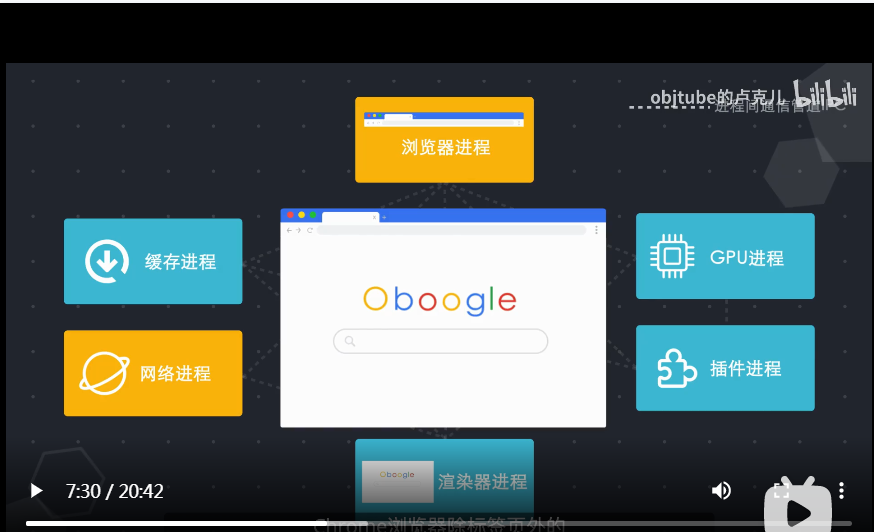 objtube的卢克儿 bilibili
进程间通信管道IPC
浏览器进程
缓存进程
GPU进程
Oboogle
网络进程
插件进程
Oboogle
渲染器进程
7:30 / 20:42
Chrome浏览器除标签页外的